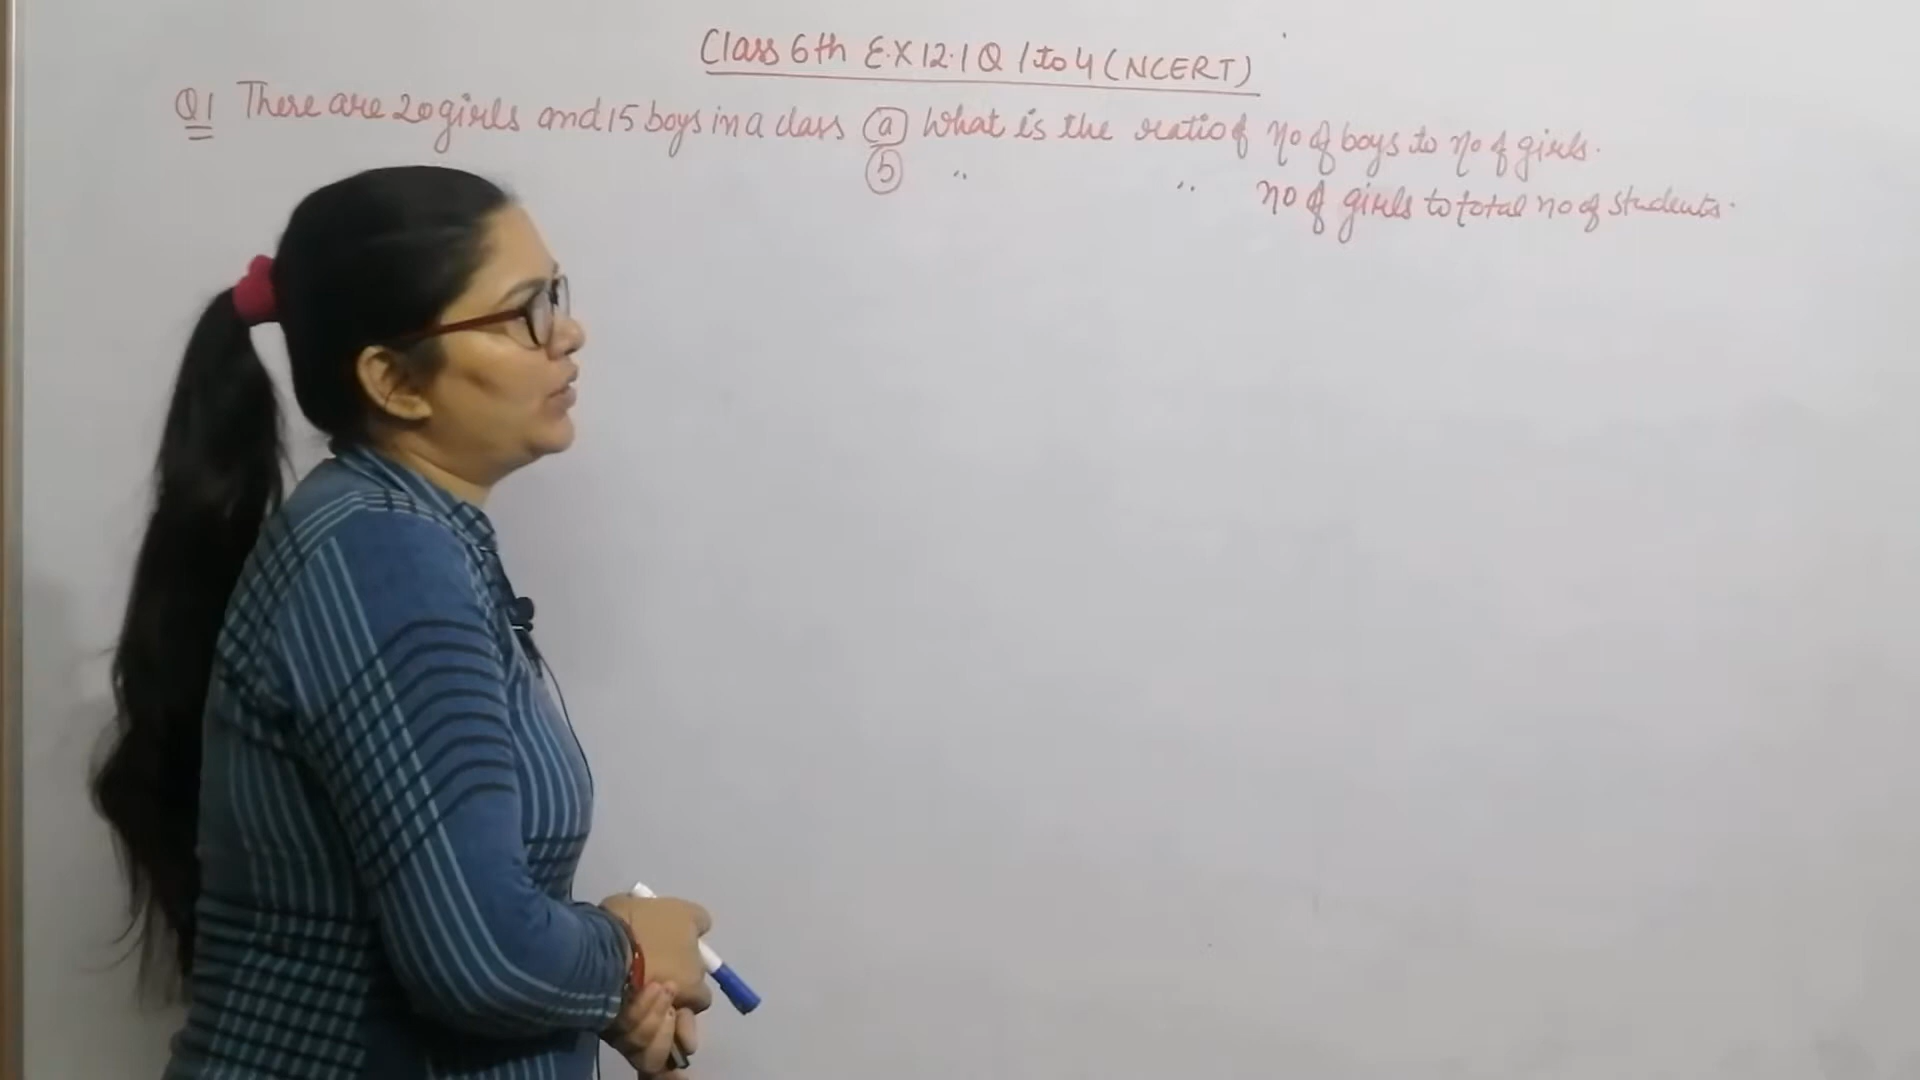 Class 6th E.X 12.1 Q 1 to 4 (NCERT)
Q1 There are 20 girls and 15 boys in a class (a) What is the ratio of no of boys to no of girls.
(b) " " no of girls to total no of students.